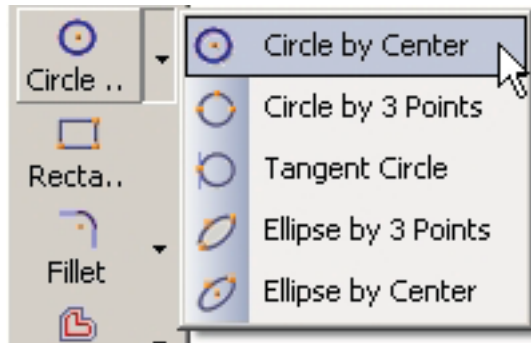 Circle ..
Recta..
Fillet
Circle by Center
Circle by 3 Points
Tangent Circle
Ellipse by 3 Points
Ellipse by Center